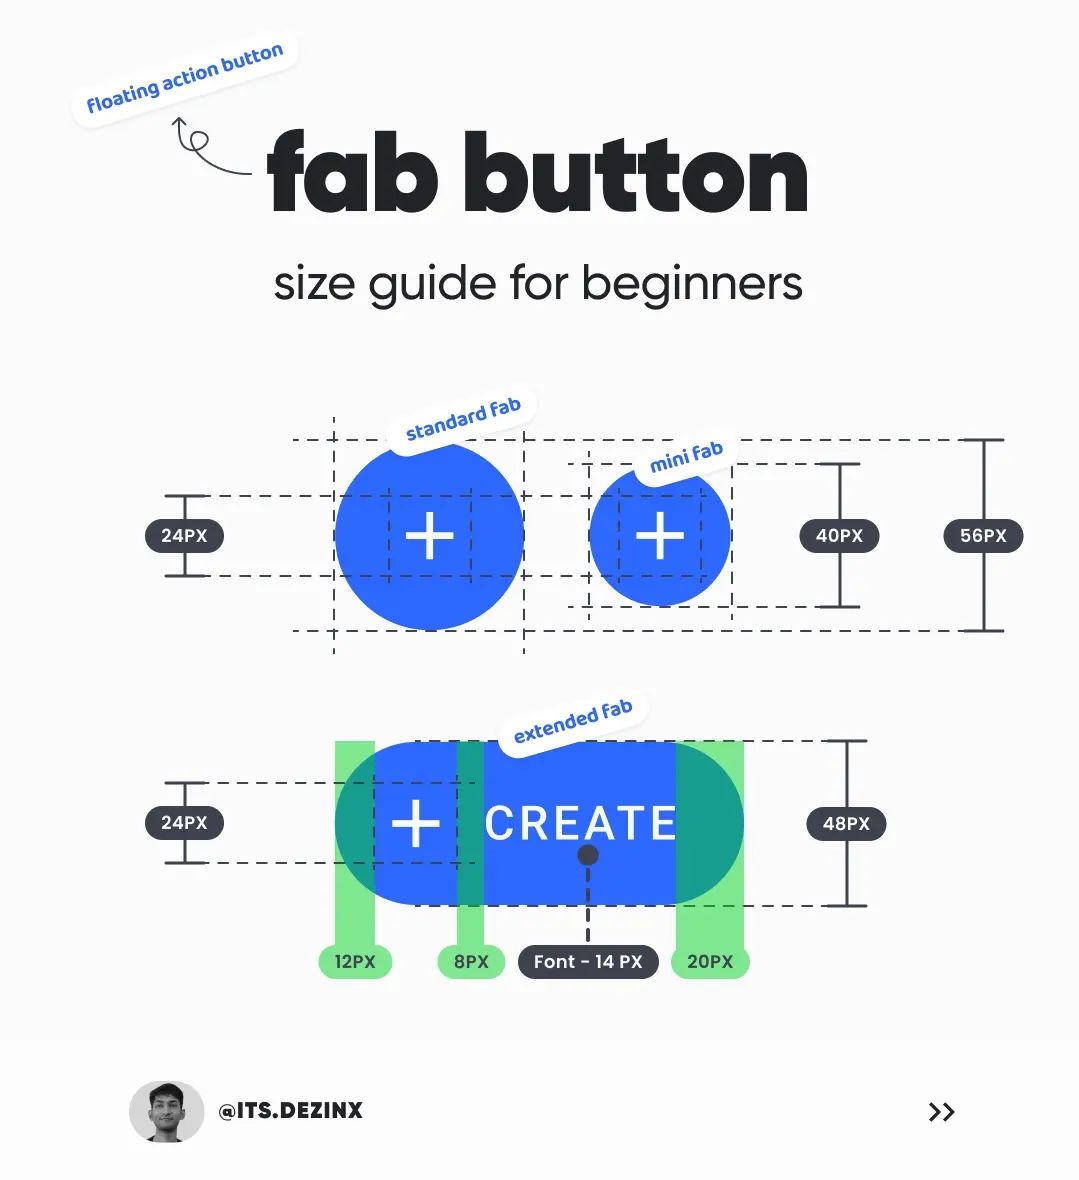 floating action button
fab button
size guide for beginners
standard fab
mini fab
24PX
40PX
56PX
extended fab
24PX
CREATE
48PX
12PX
8PX
Font - 14 PX
20PX
@ITS.DEZINX